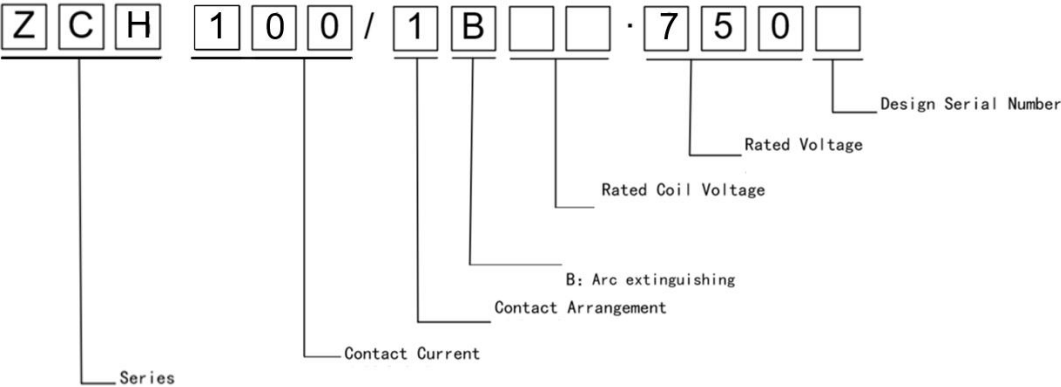 ZCH 100/1B□□·750□
Design Serial Number
Rated Voltage
Rated Coil Voltage
B: Arc extinguishing
Contact Arrangement
Contact Current
Series